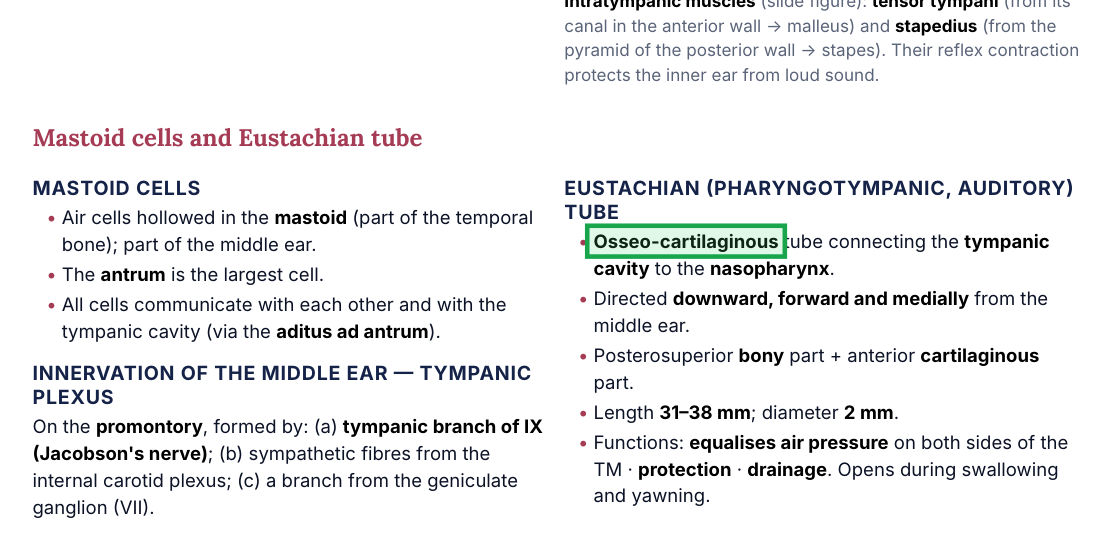 intratympanic muscles (slide figure): tensor tympani (from its
canal in the anterior wall → malleus) and stapedius (from the
pyramid of the posterior wall → stapes). Their reflex contraction
protects the inner ear from loud sound.
Mastoid cells and Eustachian tube
MASTOID CELLS
• Air cells hollowed in the mastoid (part of the temporal
bone); part of the middle ear.
• The antrum is the largest cell.
• All cells communicate with each other and with the
tympanic cavity (via the aditus ad antrum).
INNERVATION OF THE MIDDLE EAR — TYMPANIC
PLEXUS
On the promontory, formed by: (a) tympanic branch of IX
(Jacobson's nerve); (b) sympathetic fibres from the
internal carotid plexus; (c) a branch from the geniculate
ganglion (VII).
EUSTACHIAN (PHARYNGOTYMPANIC, AUDITORY)
TUBE
• Osseo-cartilaginous tube connecting the tympanic
cavity to the nasopharynx.
• Directed downward, forward and medially from the
middle ear.
• Posterosuperior bony part + anterior cartilaginous
part.
• Length 31–38 mm; diameter 2 mm.
• Functions: equalises air pressure on both sides of the
TM · protection · drainage. Opens during swallowing
and yawning.